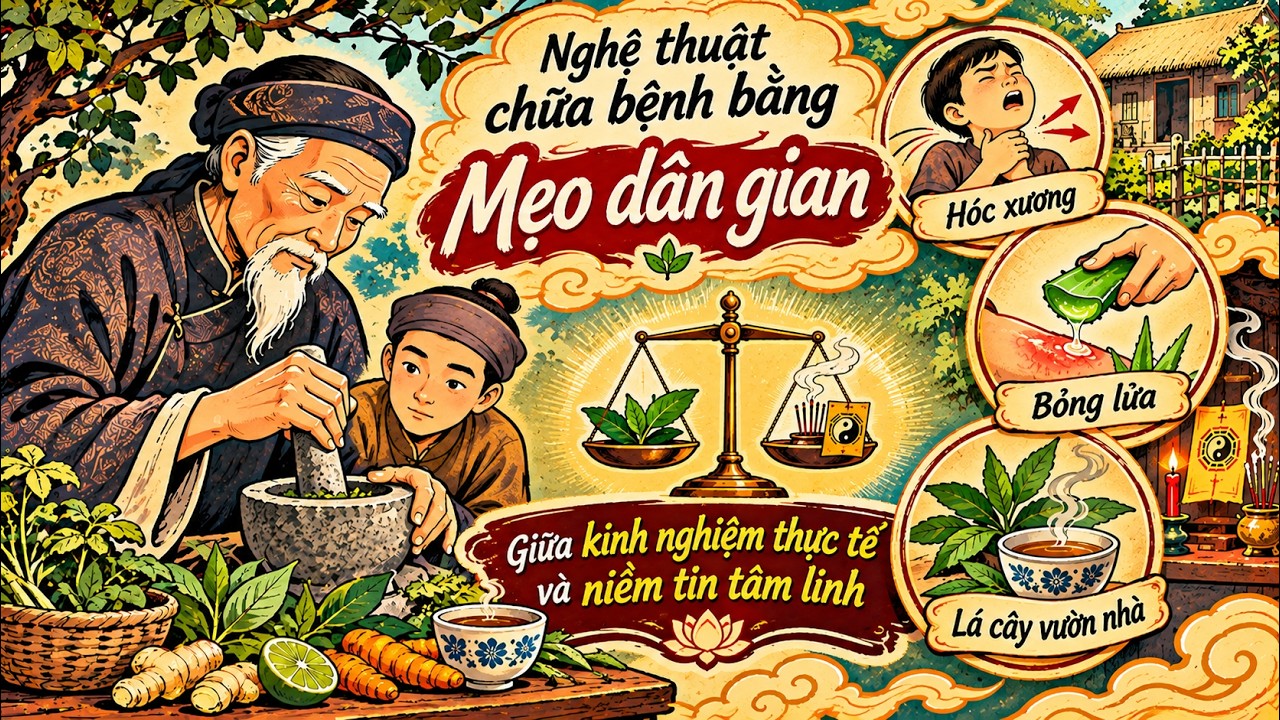 Nghệ thuật
chữa bệnh bằng
Mẹo dân gian
Hóc xương
Bỏng lửa
Giữa kinh nghiệm thực tế
và niềm tin tâm linh
Lá cây vườn nhà